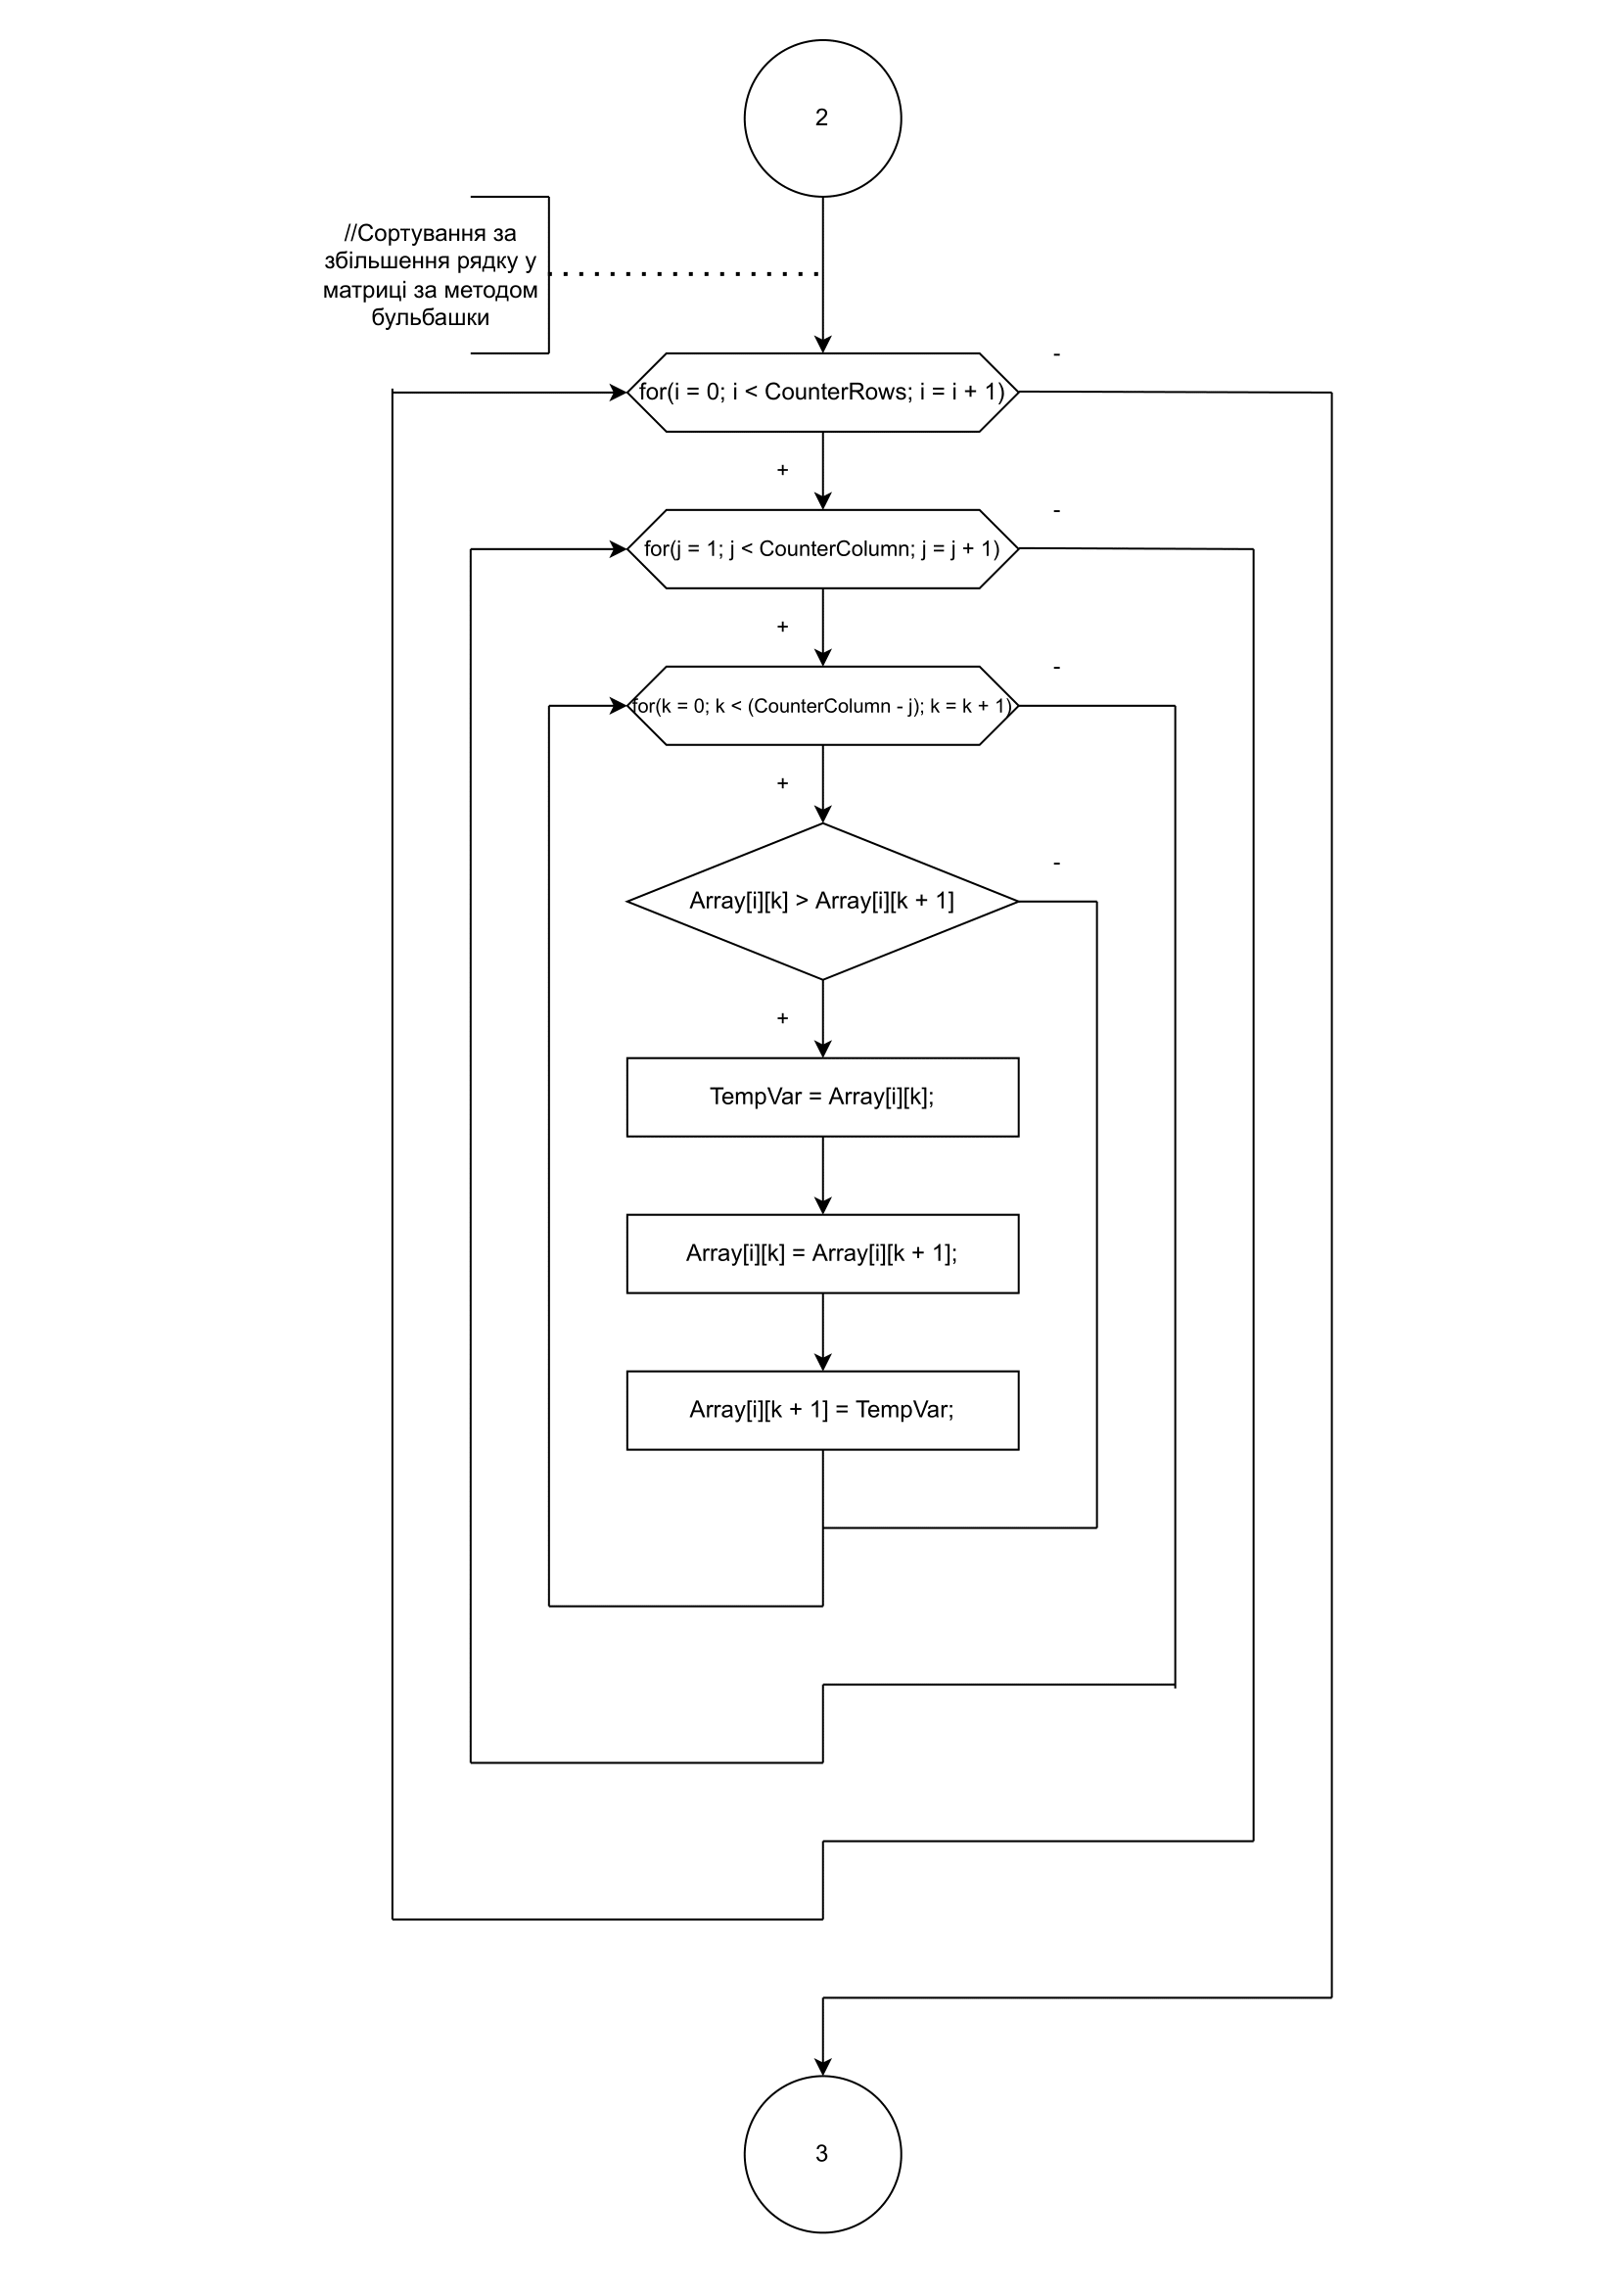 2
//Сортування за
збільшення рядку у
матриці за методом
бульбашки
-
for(i = 0; i < CounterRows; i = i + 1)
+
-
for(j = 1; j < CounterColumn; j = j + 1)
+
-
for(k = 0; k < (CounterColumn - j); k = k + 1)
+
-
Array[i][k] > Array[i][k + 1]
+
TempVar = Array[i][k];
Array[i][k] = Array[i][k + 1];
Array[i][k + 1] = TempVar;
3